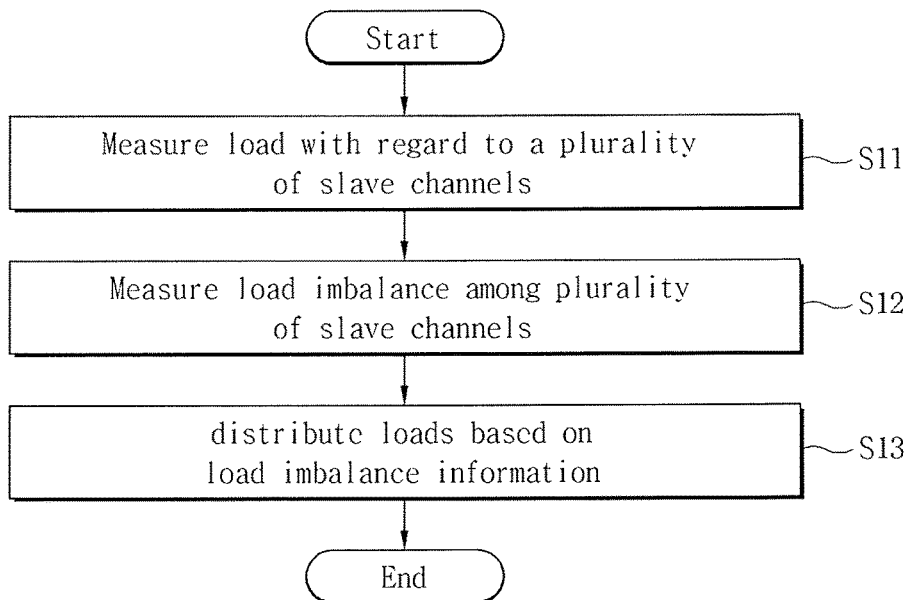 Start
Measure load with regard to a plurality
of slave channels
S11
Measure load imbalance among plurality
of slave channels
S12
distribute loads based on
load imbalance information
S13
End